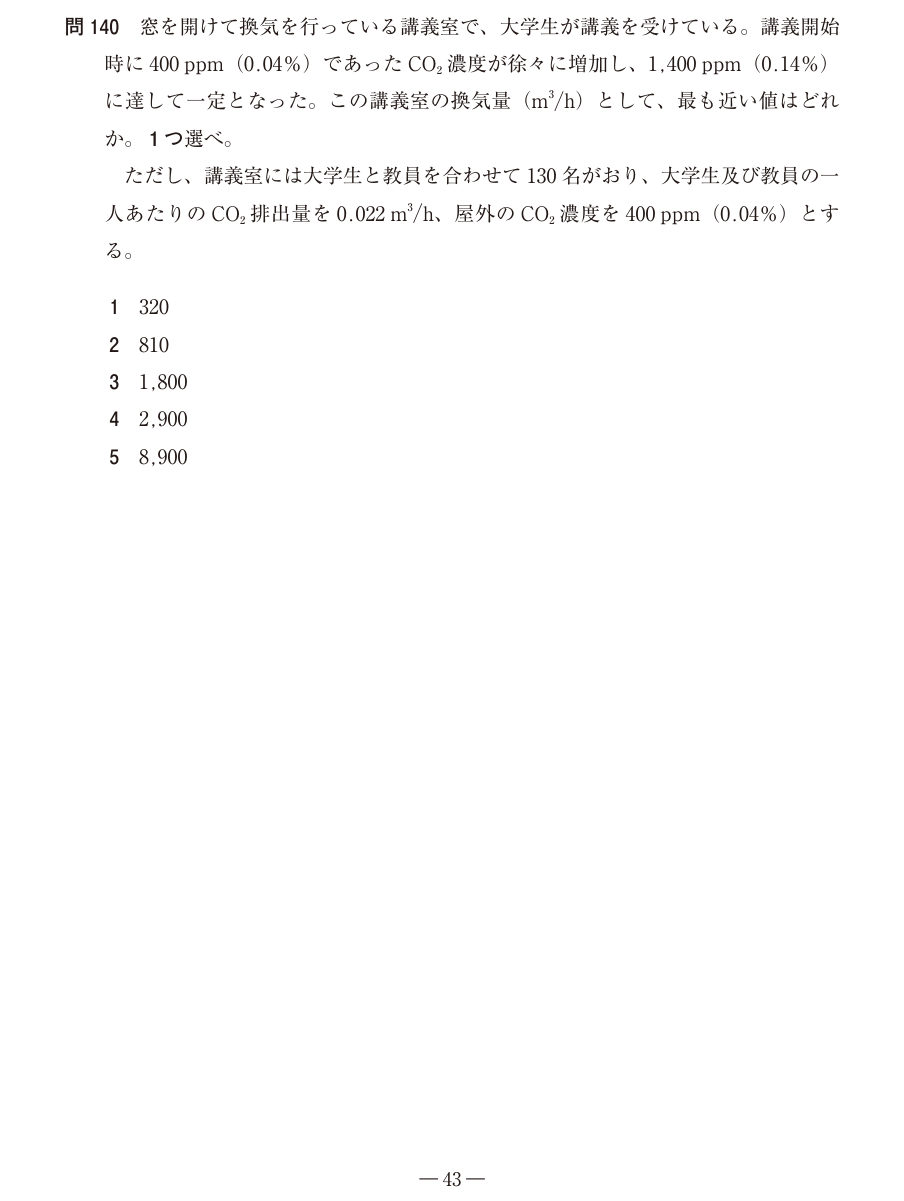 問 140 窓を開けて換気を行っている講義室で、大学生が講義を受けている。講義開始
時に 400 ppm（0.04％）であった CO₂ 濃度が徐々に増加し、1,400 ppm（0.14％）
に達して一定となった。この講義室の換気量（m³/h）として、最も近い値はどれ
か。1つ選べ。
ただし、講義室には大学生と教員を合わせて 130 名がおり、大学生及び教員の一
人あたりの CO₂ 排出量を 0.022 m³/h、屋外の CO₂ 濃度を 400 ppm（0.04％）とす
る。
1 320
2 810
3 1,800
4 2,900
5 8,900
— 43 —